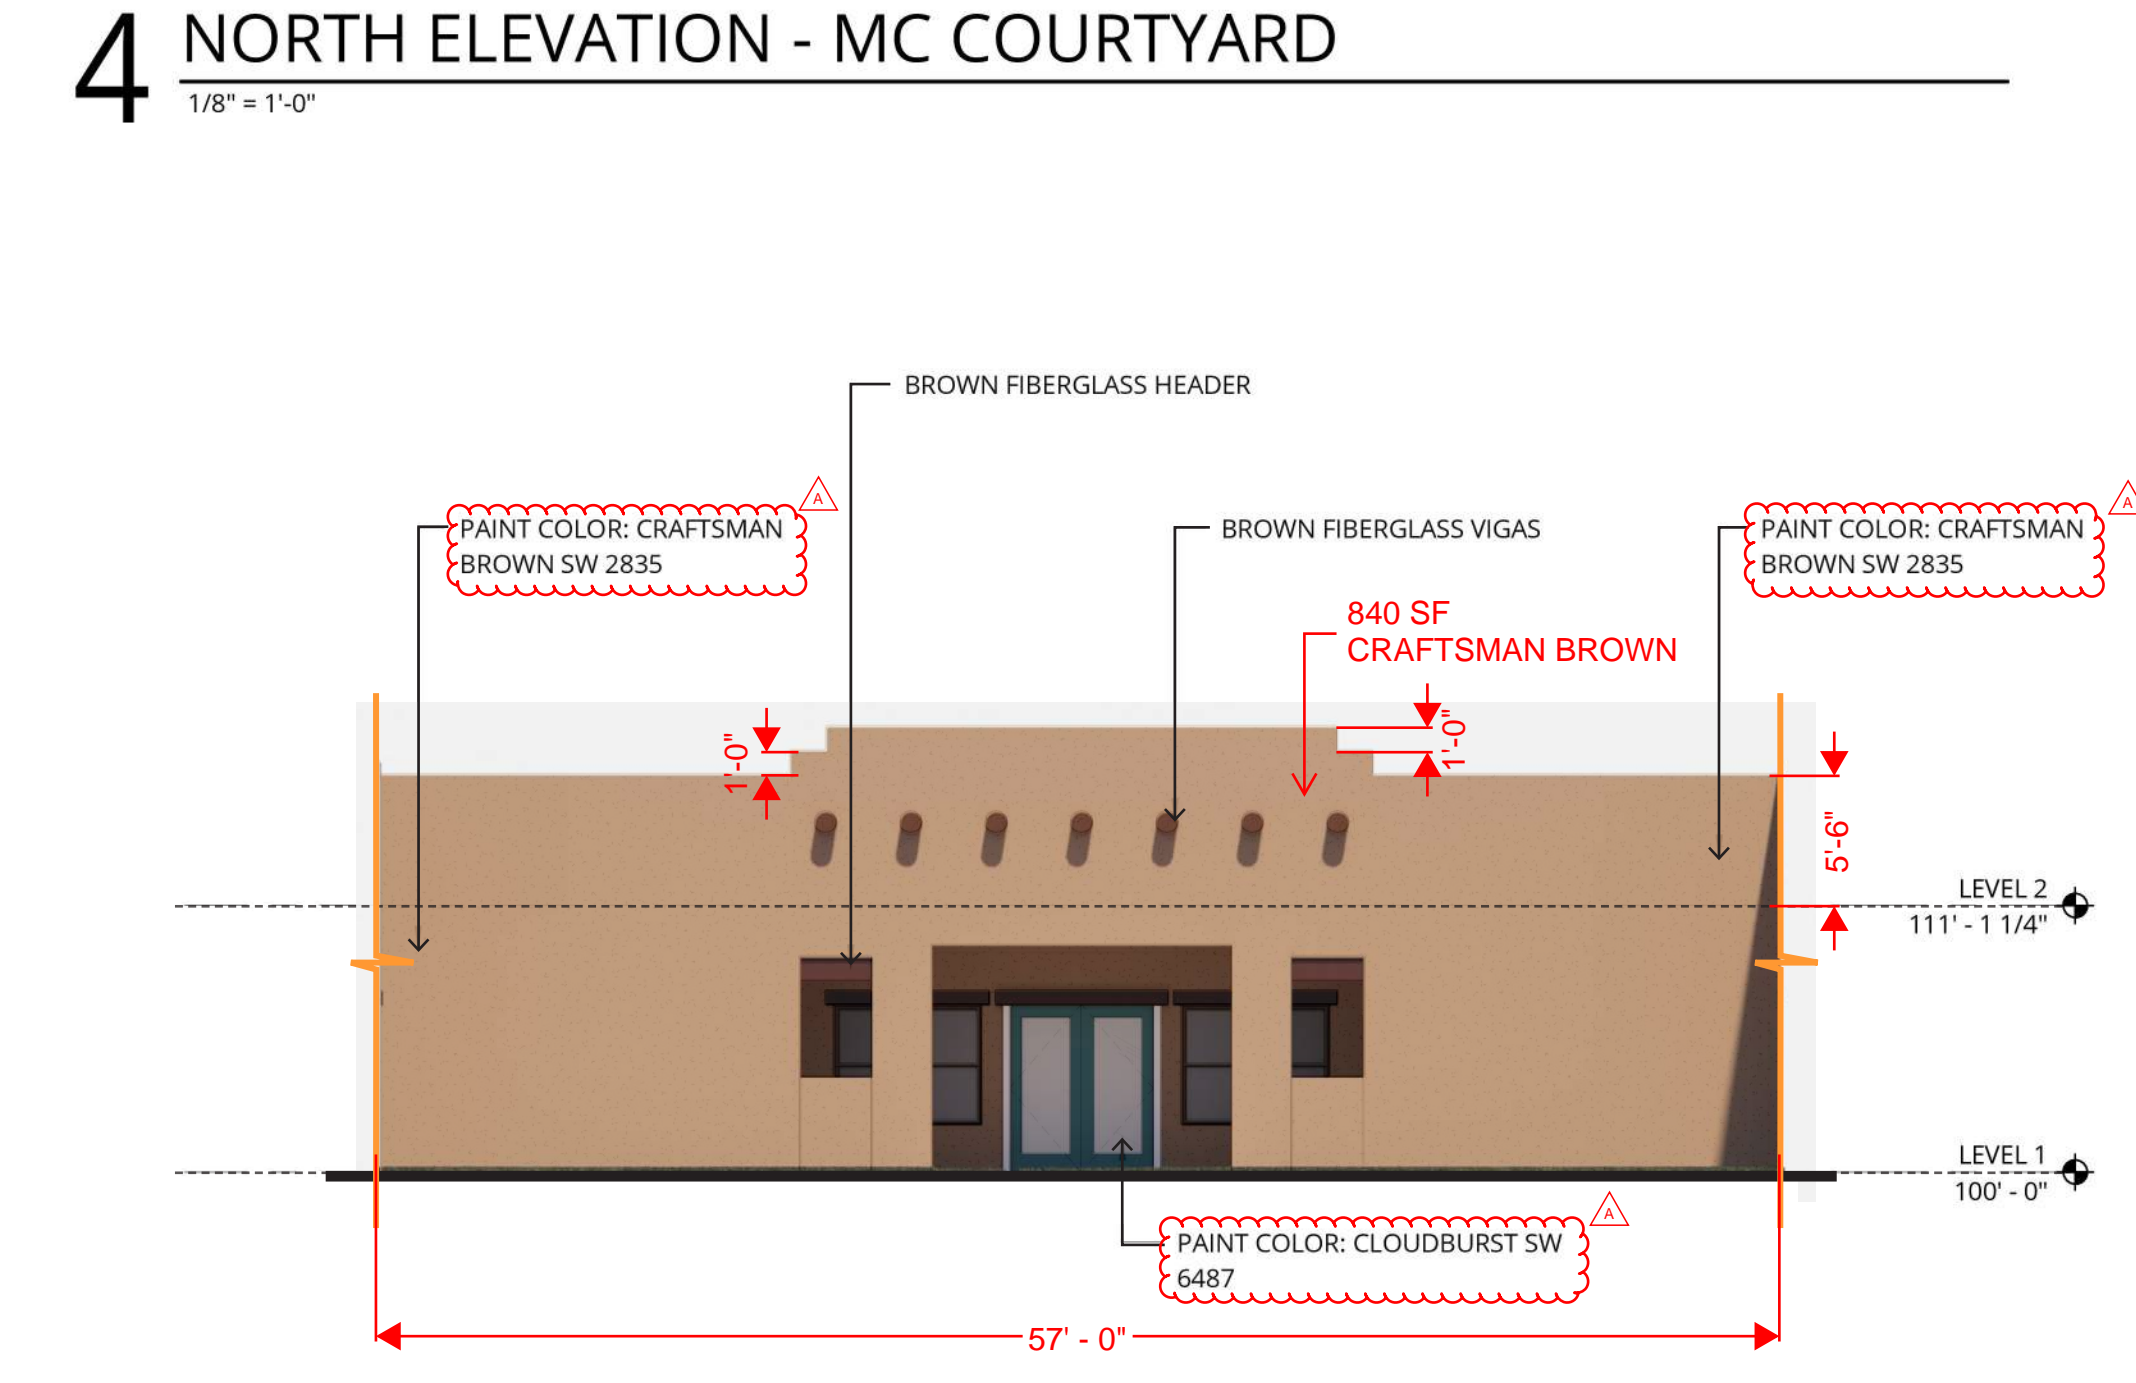 4 NORTH ELEVATION - MC COURTYARD
1/8" = 1'-0"
BROWN FIBERGLASS HEADER
A
PAINT COLOR: CRAFTSMAN
BROWN SW 2835
BROWN FIBERGLASS VIGAS
A
PAINT COLOR: CRAFTSMAN
BROWN SW 2835
840 SF
CRAFTSMAN BROWN
1'-0"
1'-0"
5'-6"
LEVEL 2
111' - 1 1/4"
LEVEL 1
100' - 0"
A
PAINT COLOR: CLOUDBURST SW
6487
57' - 0"